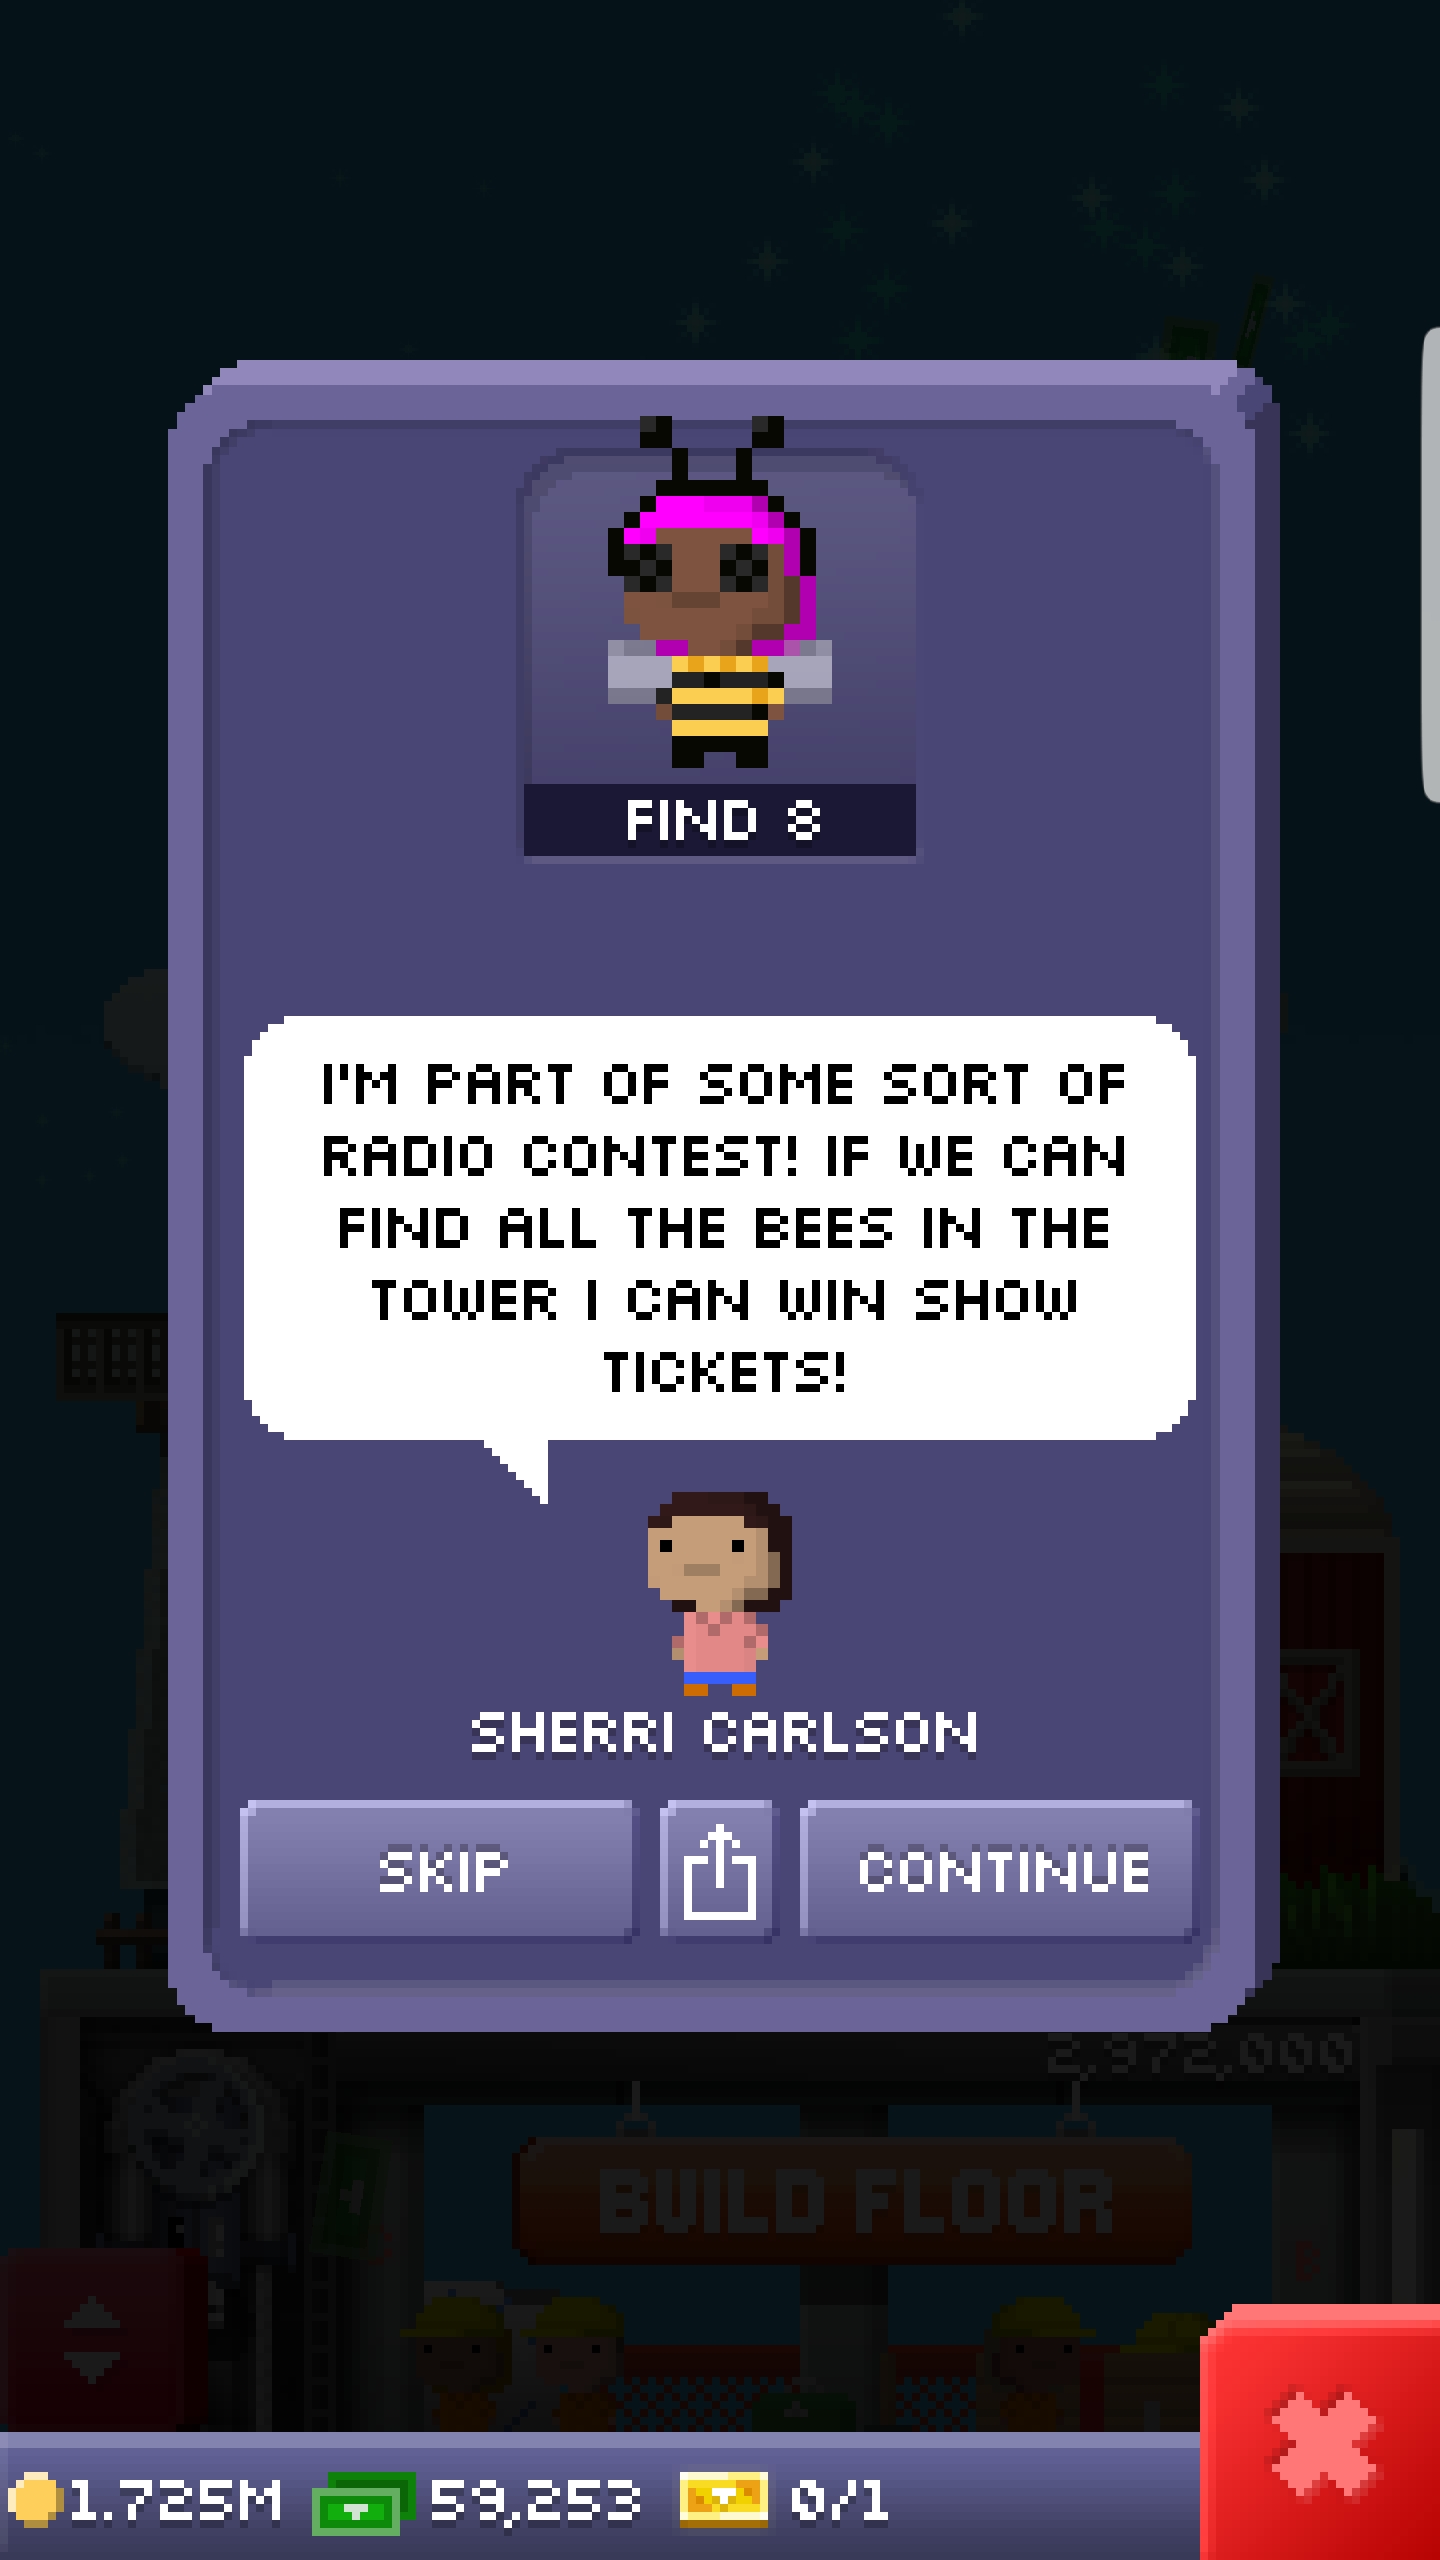 FIND 8
I'M PART OF SOME SORT OF
RADIO CONTEST! IF WE CAN
FIND ALL THE BEES IN THE
TOWER I CAN WIN SHOW
TICKETS!
SHERRI CARLSON
SKIP
CONTINUE
2,972,000
BUILD FLOOR
1.725M 59,253 0/1